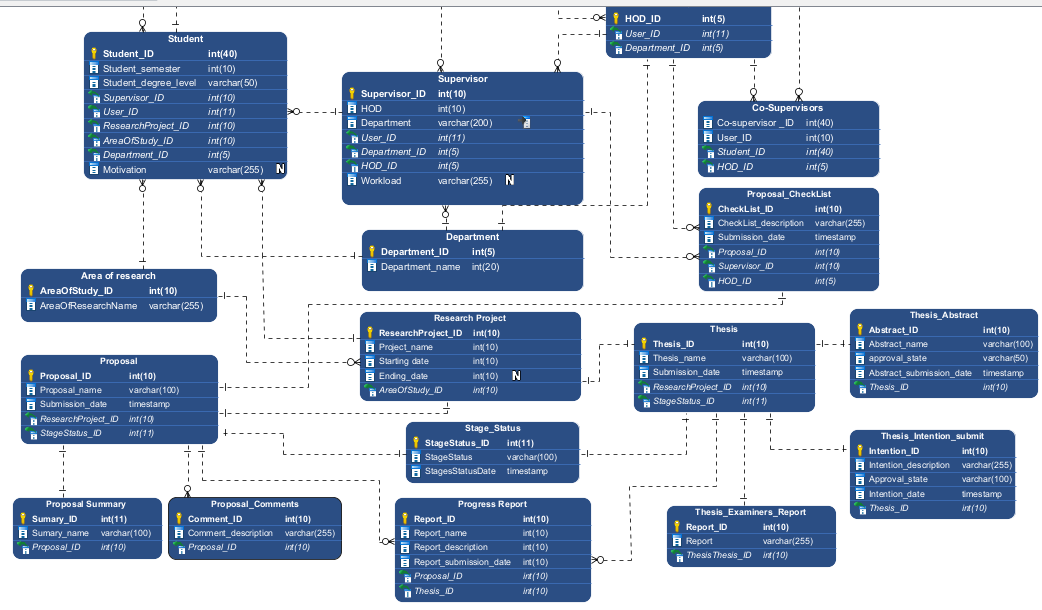 HOD_ID int(5)
User_ID int(11)
Department_ID int(5)
Student
Student_ID int(40)
Student_semester int(10)
Student_degree_level varchar(50)
Supervisor_ID int(10)
User_ID int(11)
ResearchProject_ID int(10)
AreaOfStudy_ID int(10)
Department_ID int(5)
Motivation varchar(255) N
Supervisor
Supervisor_ID int(10)
HOD int(10)
Department varchar(200)
User_ID int(11)
Department_ID int(5)
HOD_ID int(5)
Workload varchar(255) N
Co-Supervisors
Co-supervisor _ID int(40)
User_ID int(10)
Student_ID int(40)
HOD_ID int(5)
Proposal_CheckList
CheckList_ID int(10)
CheckList_description varchar(255)
Submission_date timestamp
Proposal_ID int(10)
Supervisor_ID int(10)
HOD_ID int(5)
Department
Department_ID int(5)
Department_name int(20)
Area of research
AreaOfStudy_ID int(10)
AreaOfResearchName varchar(255)
Research Project
ResearchProject_ID int(10)
Project_name int(10)
Starting_date int(10)
Ending_date int(10) N
AreaOfStudy_ID int(10)
Thesis
Thesis_ID int(10)
Thesis_name varchar(100)
Submission_date timestamp
ResearchProject_ID int(10)
StageStatus_ID int(11)
Thesis_Abstract
Abstract_ID int(10)
Abstract_name varchar(100)
approval_state varchar(50)
Abstract_submission_date timestamp
Thesis_ID int(10)
Proposal
Proposal_ID int(10)
Proposal_name varchar(100)
Submission_date timestamp
ResearchProject_ID int(10)
StageStatus_ID int(11)
Stage_Status
StageStatus_ID int(11)
StageStatus varchar(100)
StagesStatusDate timestamp
Thesis_Intention_submit
Intention_ID int(10)
Intention_description varchar(255)
Approval_state varchar(100)
Intention_date timestamp
Thesis_ID int(10)
Proposal Summary
Sumary_ID int(11)
Sumary_name varchar(100)
Proposal_ID int(10)
Proposal_Comments
Comment_ID int(10)
Comment_description varchar(255)
Proposal_ID int(10)
Progress Report
Report_ID int(10)
Report_name int(10)
Report_description int(10)
Report_submission_date int(10)
Proposal_ID int(10)
Thesis_ID int(10)
Thesis_Examiners_Report
Report_ID int(10)
Report varchar(255)
ThesisThesis_ID int(10)